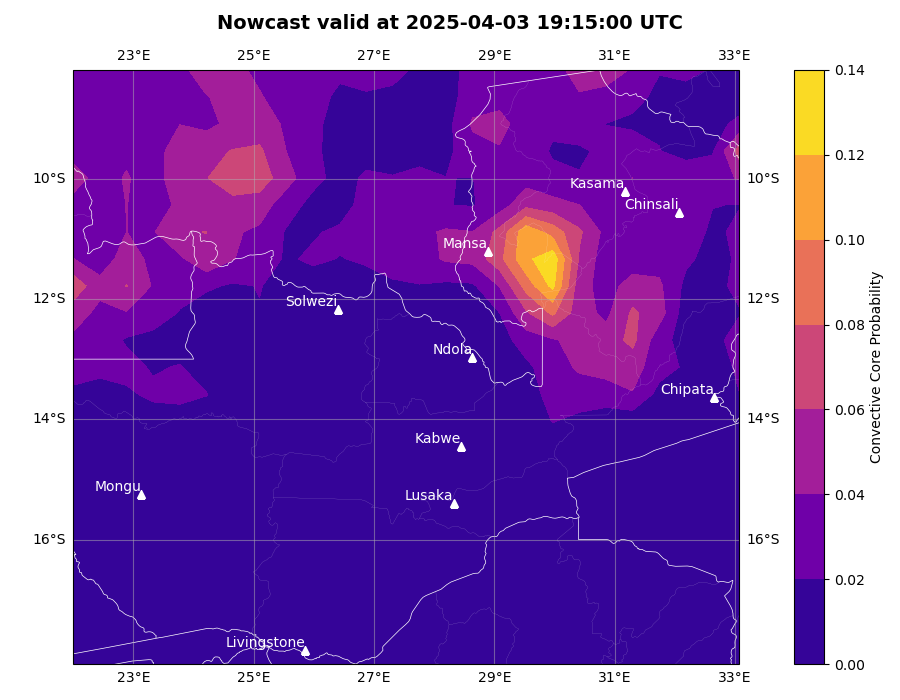 Nowcast valid at 2025-04-03 19:15:00 UTC
23°E 25°E 27°E 29°E 31°E 33°E
0.14
0.12
10°S 10°S
Kasama
Chinsali
Mansa
0.10
12°S 12°S
Solwezi
0.08
Ndola
Convective Core Probability
Chipata
0.06
14°S 14°S
Kabwe
Mongu
Lusaka
0.04
16°S 16°S
0.02
Livingstone
0.00
23°E 25°E 27°E 29°E 31°E 33°E